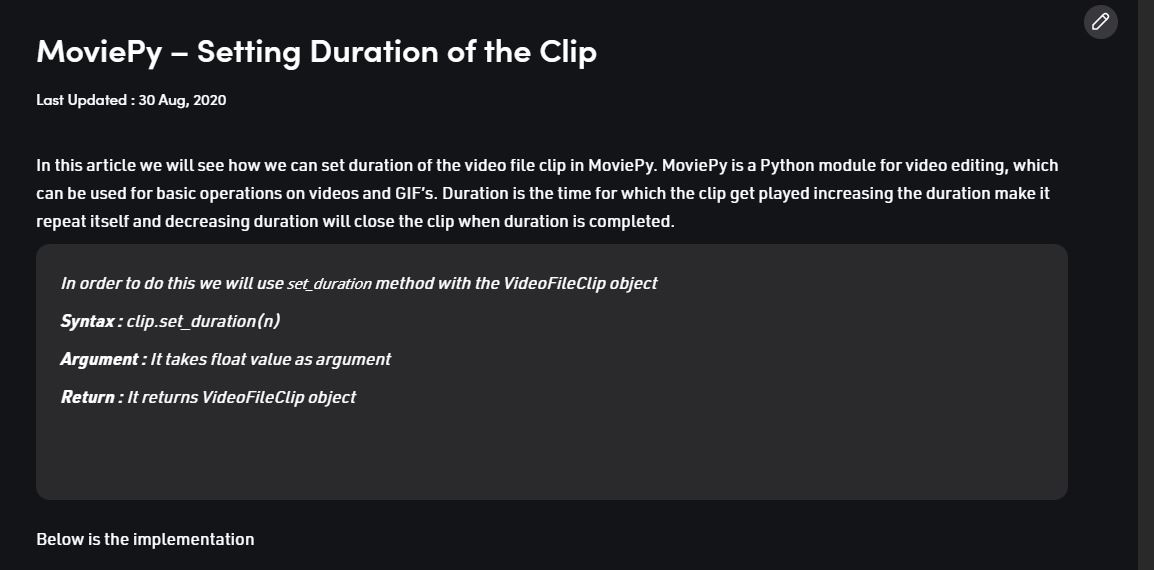 MoviePy – Setting Duration of the Clip
Last Updated : 30 Aug, 2020
In this article we will see how we can set duration of the video file clip in MoviePy. MoviePy is a Python module for video editing, which
can be used for basic operations on videos and GIF’s. Duration is the time for which the clip get played increasing the duration make it
repeat itself and decreasing duration will close the clip when duration is completed.
In order to do this we will use set_duration method with the VideoFileClip object
Syntax : clip.set_duration(n)
Argument : It takes float value as argument
Return : It returns VideoFileClip object
Below is the implementation